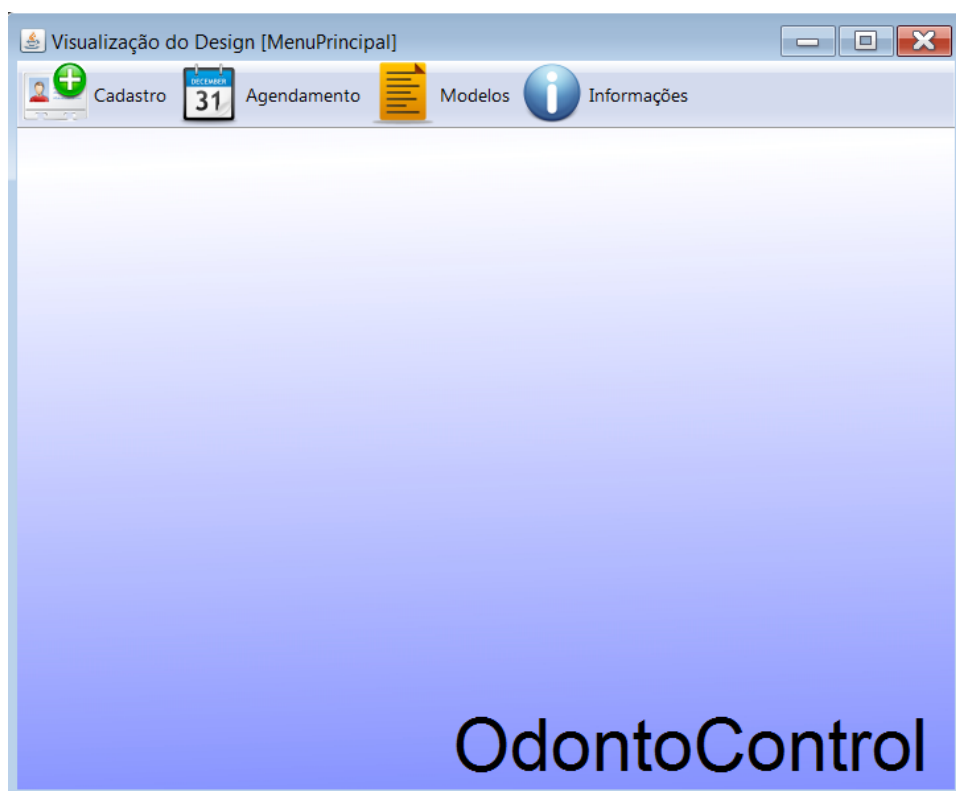 Visualização do Design [MenuPrincipal]
Cadastro DECEMBER 31 Agendamento Modelos Informações
OdontoControl